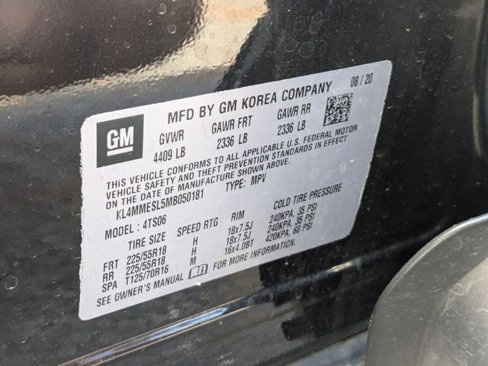 GM
MFD BY GM KOREA COMPANY 08/20
GVWR GAWR FRT GAWR RR
4409 LB 2336 LB 2336 LB
THIS VEHICLE CONFORMS TO ALL APPLICABLE U.S. FEDERAL MOTOR
VEHICLE SAFETY AND THEFT PREVENTION STANDARDS IN EFFECT
ON THE DATE OF MANUFACTURE SHOWN ABOVE.
KL4MMESL5MB050181 TYPE: MPV
MODEL: 4TS06
TIRE SIZE SPEED RTG RIM COLD TIRE PRESSURE
FRT 225/55R18 H 18x7.5J 240KPA, 35 PSI
RR 225/55R18 H 18x7.5J 240KPA, 35 PSI
SPA T125/70R16 M 16x4.0BT 420KPA, 60 PSI
SEE OWNER'S MANUAL FOR MORE INFORMATION.